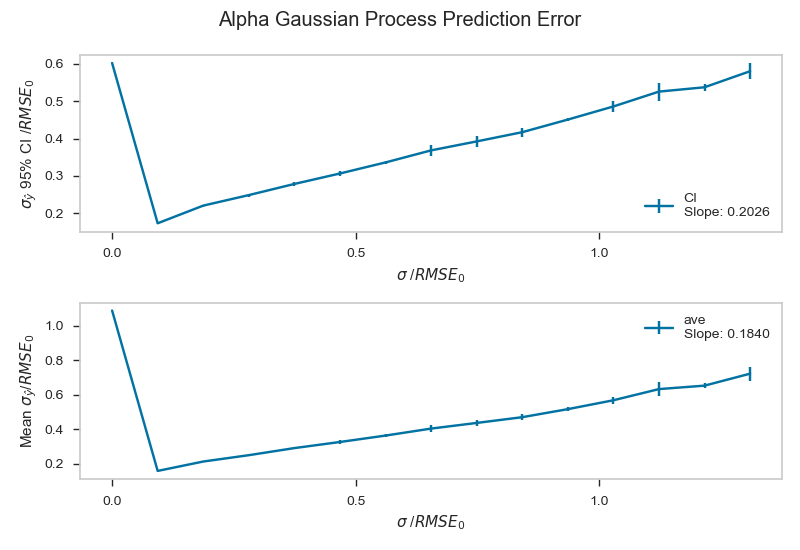 Alpha Gaussian Process Prediction Error
σ_ŷ 95% CI /RMSE₀
0.6
0.5
0.4
0.3
0.2
CI
Slope: 0.2026
0.0
0.5
1.0
σ /RMSE₀
Mean σ_ŷ/RMSE₀
1.0
0.8
0.6
0.4
0.2
ave
Slope: 0.1840
0.0
0.5
1.0
σ /RMSE₀